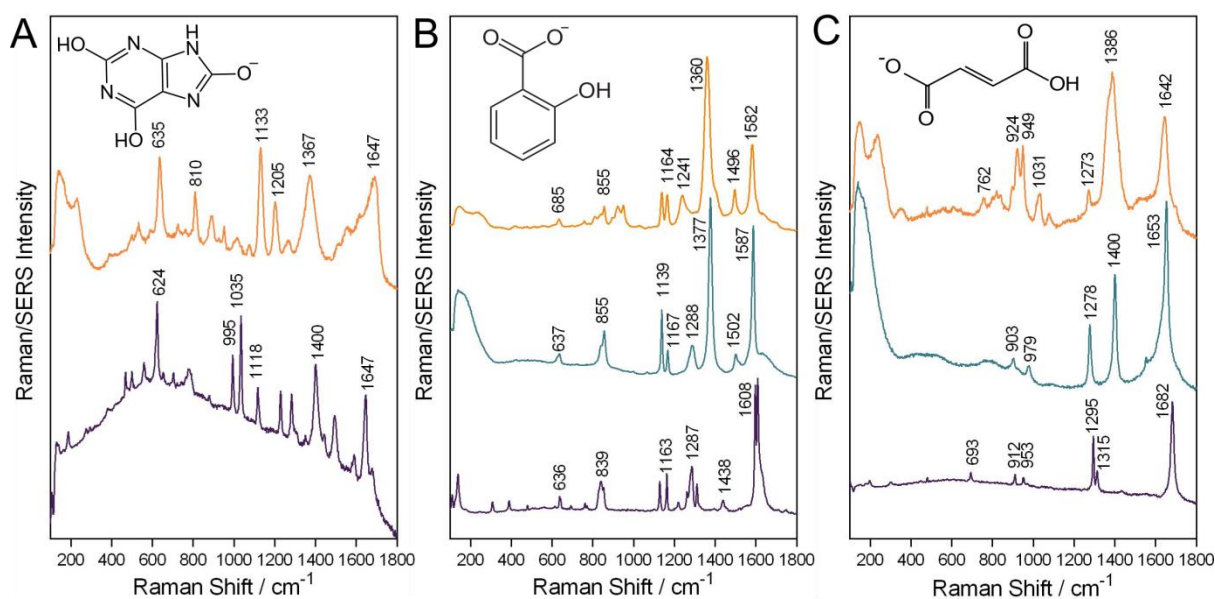 A
HO
N
NH
N
N
O⁻
HO
635
810
1133
1205
1367
1647
624
995
1035
1118
1400
1647
Raman/SERS Intensity
200 400 600 800 1000 1200 1400 1600 1800
Raman Shift / cm⁻¹
B
O
O⁻
OH
685
855
1164
1241
1360
1496
1582
637
855
1139
1167
1288
1377
1502
1587
636
839
1163
1287
1438
1608
Raman/SERS Intensity
200 400 600 800 1000 1200 1400 1600 1800
Raman Shift / cm⁻¹
C
⁻O
O
O
OH
762
924
949
1031
1273
1386
1642
903
979
1278
1400
1653
693
912
953
1295
1315
1682
Raman/SERS Intensity
200 400 600 800 1000 1200 1400 1600 1800
Raman Shift / cm⁻¹